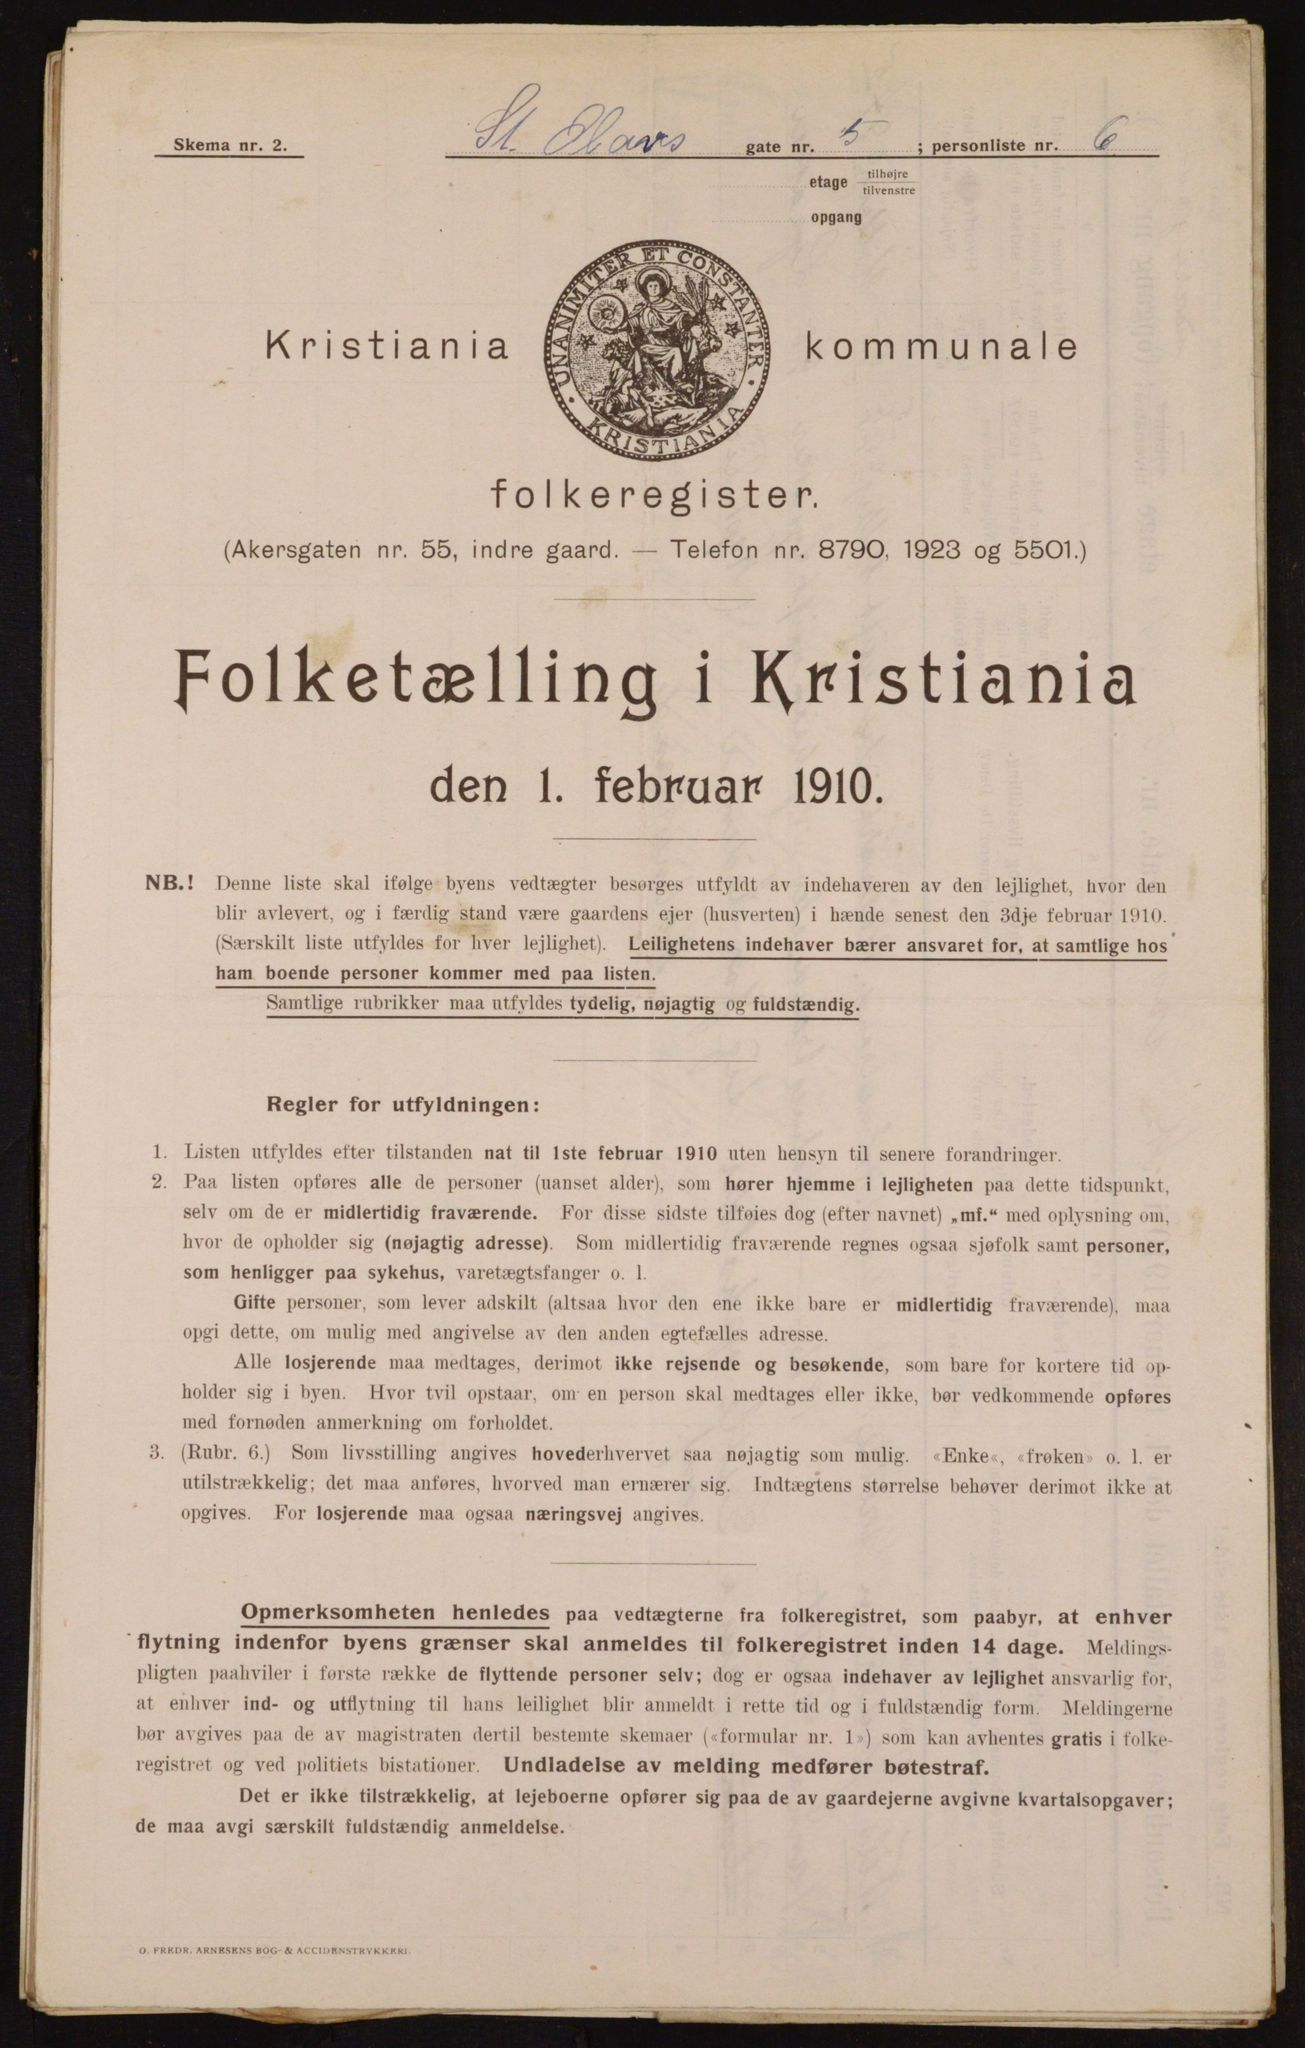 Skema nr. 2.
St. Olavs gate nr. 5 ; personliste nr. 6
etage tilhøjre
tilvenstre
opgang
UNANIMITER ET CONSTANTER
KRISTIANIA
Kristiania kommunale
folkeregister.
(Akersgaten nr. 55, indre gaard. — Telefon nr. 8790, 1923 og 5501.)
Folketælling i Kristiania
den 1. februar 1910.
NB.! Denne liste skal ifølge byens vedtægter besørges utfyldt av indehaveren av den lejlighet, hvor den
blir avlevert, og i færdig stand være gaardens ejer (husverten) i hænde senest den 3dje februar 1910.
(Særskilt liste utfyldes for hver lejlighet). Leilighetens indehaver bærer ansvaret for, at samtlige hos
ham boende personer kommer med paa listen.
Samtlige rubrikker maa utfyldes tydelig, nøjagtig og fuldstændig.
Regler for utfyldningen:
1. Listen utfyldes efter tilstanden nat til 1ste februar 1910 uten hensyn til senere forandringer.
2. Paa listen opføres alle de personer (uanset alder), som hører hjemme i lejligheten paa dette tidspunkt,
selv om de er midlertidig fraværende. For disse sidste tilføies dog (efter navnet) „mf.“ med oplysning om,
hvor de opholder sig (nøjagtig adresse). Som midlertidig fraværende regnes ogsaa sjøfolk samt personer,
som henligger paa sykehus, varetægtsfanger o. l.
Gifte personer, som lever adskilt (altsaa hvor den ene ikke bare er midlertidig fraværende), maa
opgi dette, om mulig med angivelse av den anden egtefælles adresse.
Alle losjerende maa medtages, derimot ikke rejsende og besøkende, som bare for kortere tid op-
holder sig i byen. Hvor tvil opstaar, om en person skal medtages eller ikke, bør vedkommende opføres
med fornøden anmerkning om forholdet.
3. (Rubr. 6.) Som livsstilling angives hovederhvervet saa nøjagtig som mulig. «Enke«, «frøken» o. l. er
utilstrækkelig; det maa anføres, hvorved man ernærer sig. Indtægtens størrelse behøver derimot ikke at
opgives. For losjerende maa ogsaa næringsvej angives.
Opmerksomheten henledes paa vedtægterne fra folkeregistret, som paabyr, at enhver
flytning indenfor byens grænser skal anmeldes til folkeregistret inden 14 dage. Meldings-
pligten paahviler i første række de flyttende personer selv; dog er ogsaa indehaver av lejlighet ansvarlig for,
at enhver ind- og utflytning til hans leilighet blir anmeldt i rette tid og i fuldstændig form. Meldingerne
bør avgives paa de av magistraten dertil bestemte skemaer («formular nr. 1») som kan avhentes gratis i folke-
registret og ved politiets bistationer. Undladelse av melding medfører bøtestraf.
Det er ikke tilstrækkelig, at lejeboerne opfører sig paa de av gaardejerne avgivne kvartalsopgaver;
de maa avgi særskilt fuldstændig anmeldelse.
O. FREDR. ARNESENS BOG- & ACCIDENSTRYKKERI.